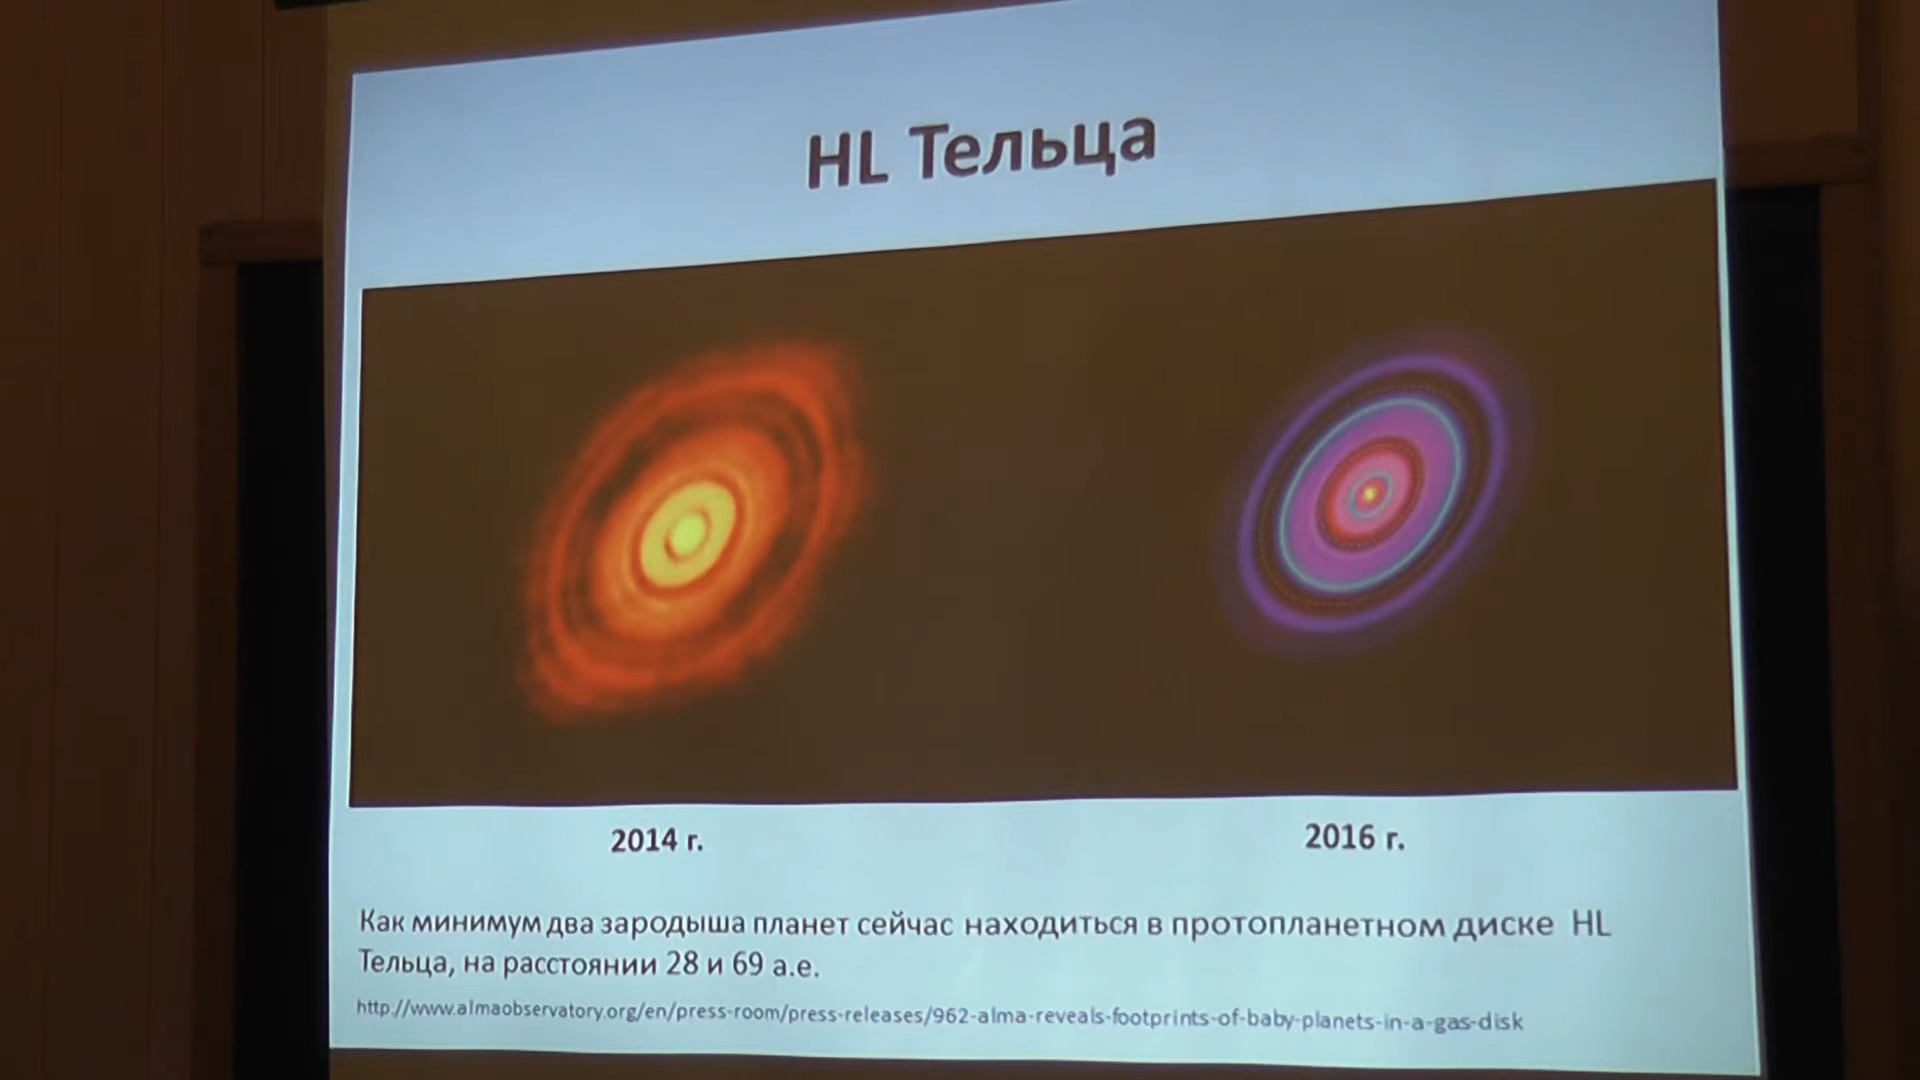 HL Тельца
2014 г.
2016 г.
Как минимум два зародыша планет сейчас находиться в протопланетном диске HL
Тельца, на расстоянии 28 и 69 а.е.
http://www.almaobservatory.org/en/press-room/press-releases/962-alma-reveals-footprints-of-baby-planets-in-a-gas-disk